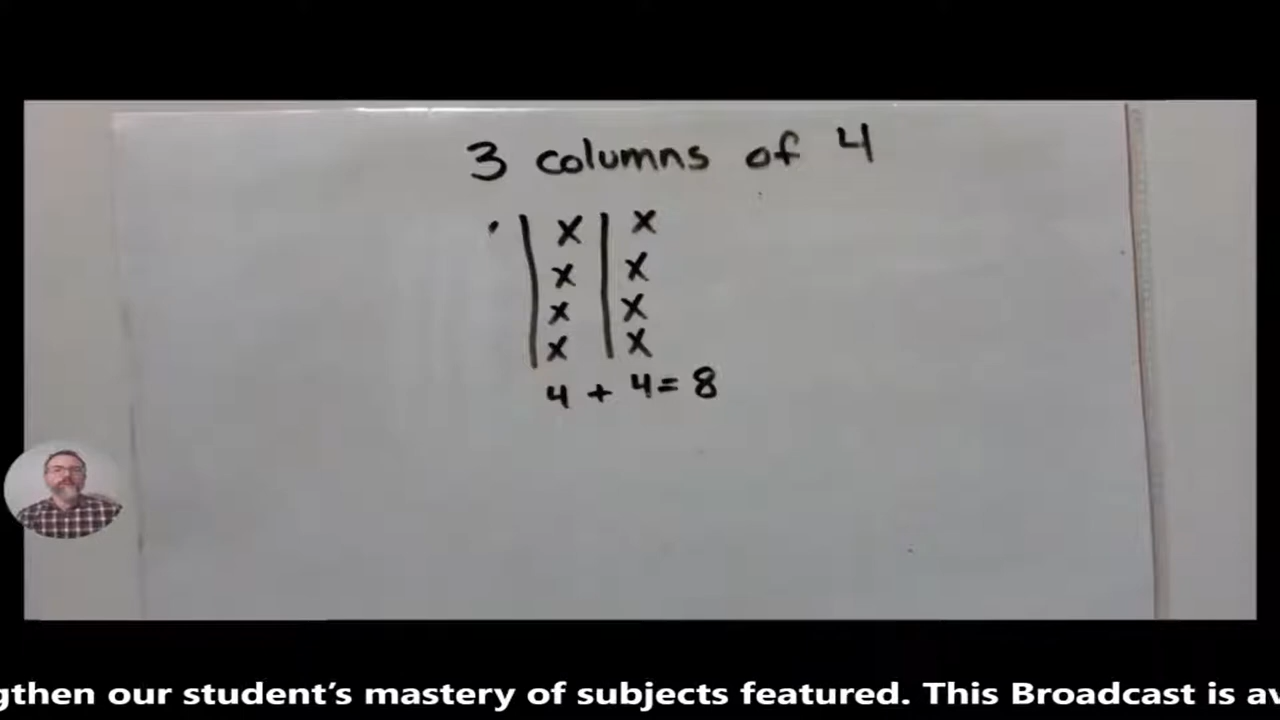 3 columns of 4
x x
x x
x x
x x
4 + 4 = 8
gthen our student's mastery of subjects featured. This Broadcast is av